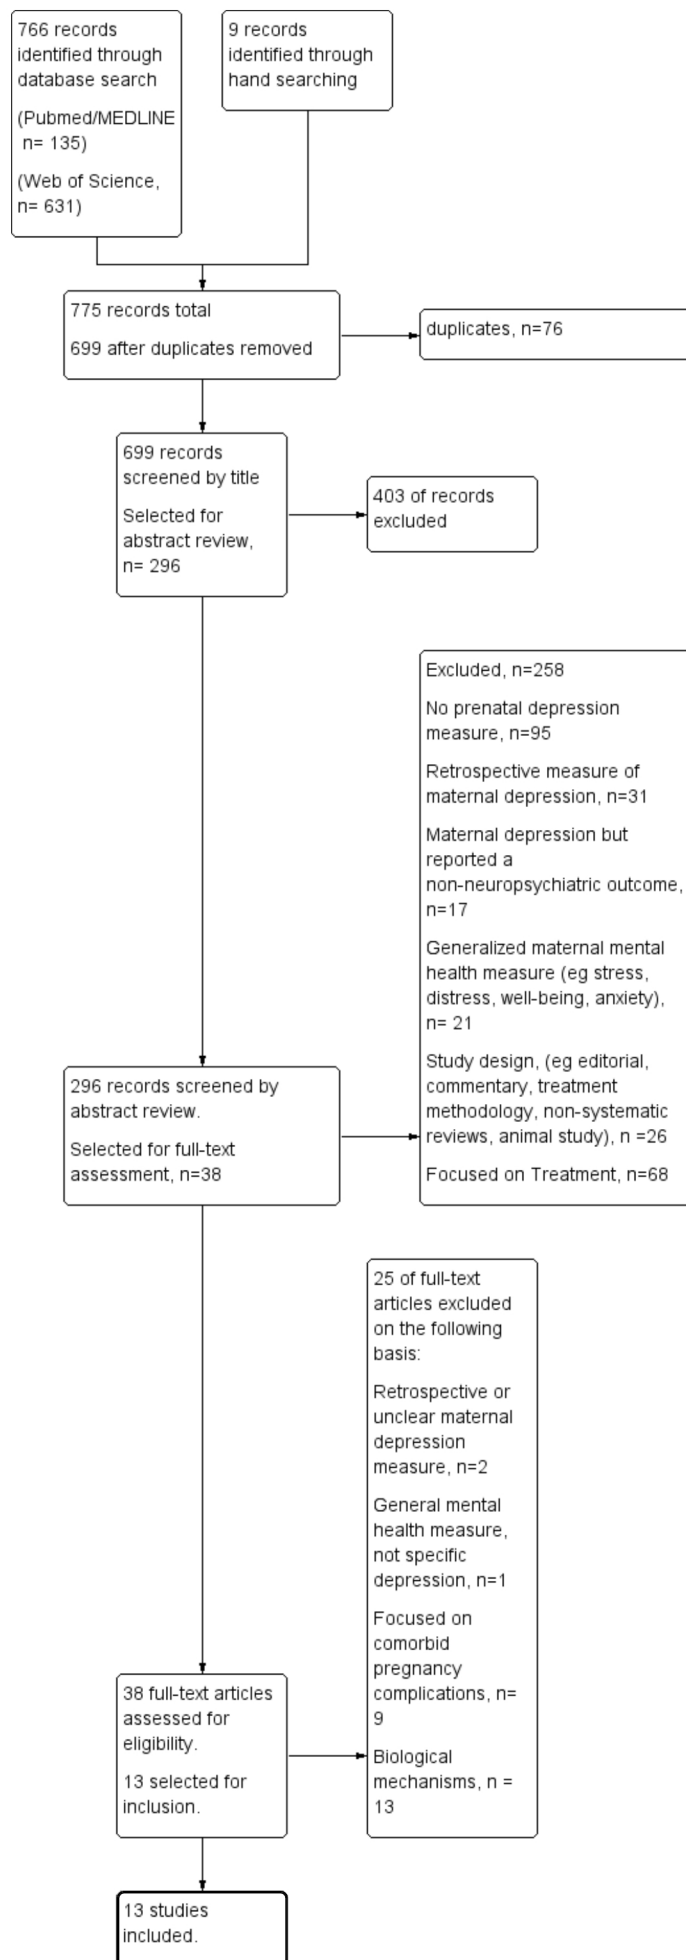 766 records
identified through
database search
(Pubmed/MEDLINE
n= 135)
(Web of Science,
n= 631)
9 records
identified through
hand searching
775 records total
699 after duplicates removed
duplicates, n=76
699 records
screened by title
Selected for
abstract review,
n= 296
403 of records
excluded
296 records screened by
abstract review.
Selected for full-text
assessment, n=38
Excluded, n=258
No prenatal depression
measure, n=95
Retrospective measure of
maternal depression, n=31
Maternal depression but
reported a
non-neuropsychiatric outcome,
n=17
Generalized maternal mental
health measure (eg stress,
distress, well-being, anxiety),
n= 21
Study design, (eg editorial,
commentary, treatment
methodology, non-systematic
reviews, animal study), n =26
Focused on Treatment, n=68
38 full-text articles
assessed for
eligibility.
13 selected for
inclusion.
25 of full-text
articles excluded
on the following
basis:
Retrospective or
unclear maternal
depression
measure, n=2
General mental
health measure,
not specific
depression, n=1
Focused on
comorbid
pregnancy
complications, n=
9
Biological
mechanisms, n =
13
13 studies
included.